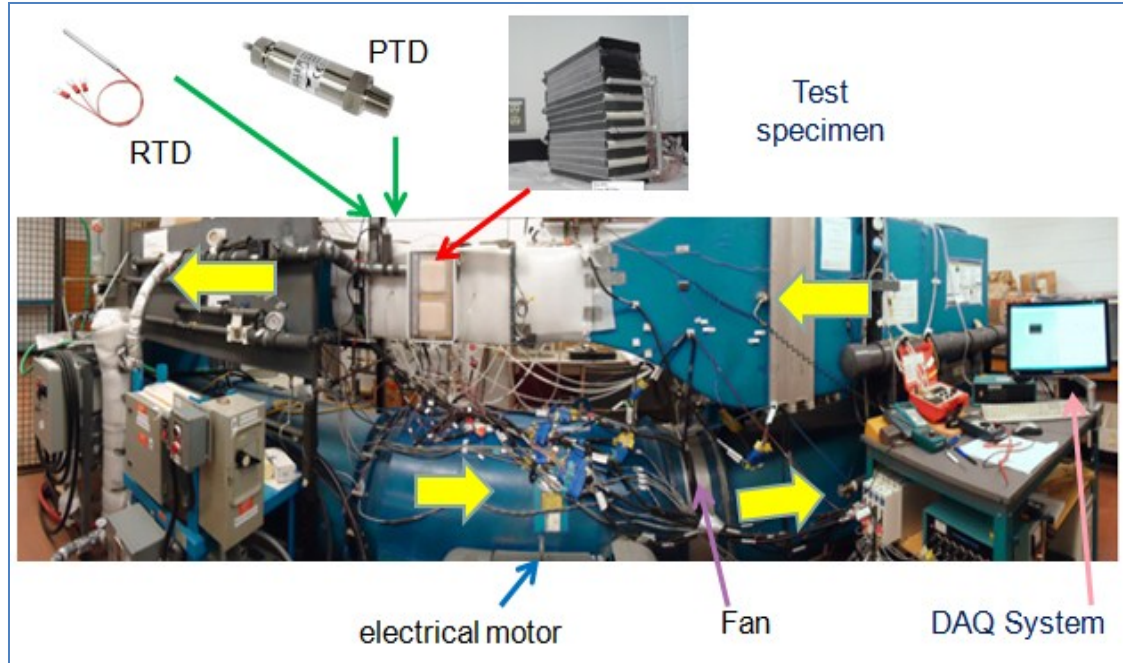 RTD
PTD
Test
specimen
electrical motor
Fan
DAQ System